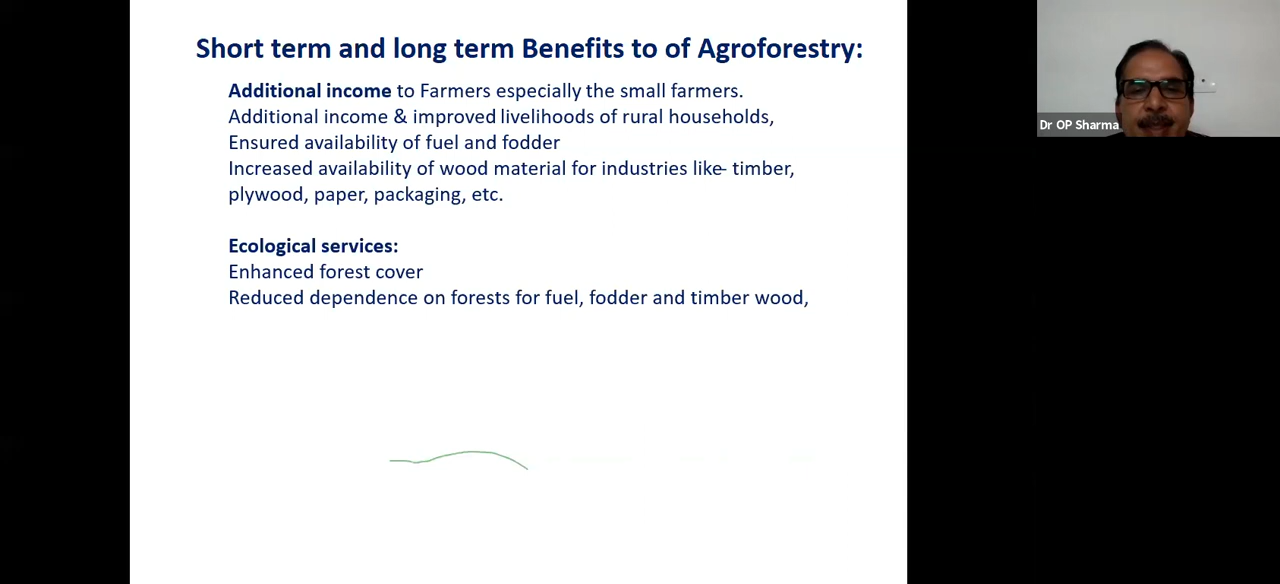 Short term and long term Benefits to of Agroforestry:
Additional income to Farmers especially the small farmers.
Additional income & improved livelihoods of rural households,
Ensured availability of fuel and fodder
Increased availability of wood material for industries like- timber,
plywood, paper, packaging, etc.
Ecological services:
Enhanced forest cover
Reduced dependence on forests for fuel, fodder and timber wood,
Dr OP Sharma